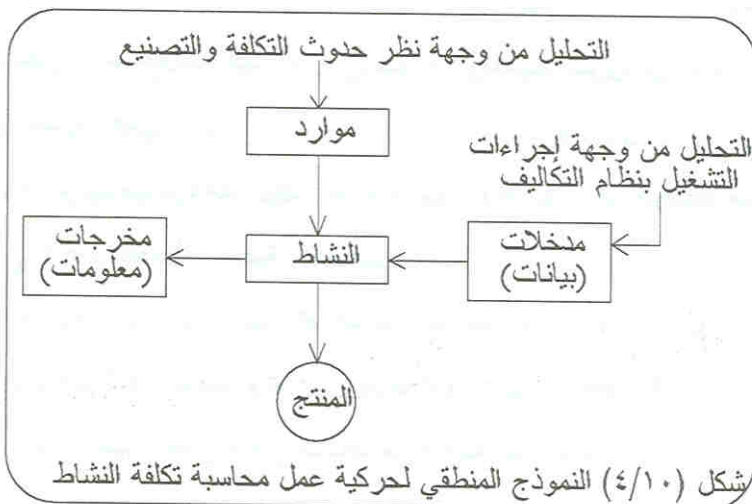 التحليل من وجهة نظر حدوث التكلفة والتصنيع
موارد
التحليل من وجهة إجراءات
التشغيل بنظام التكاليف
مدخلات
(بيانات)
النشاط
مخرجات
(معلومات)
المنتج
شكل (٤/١٠) النموذج المنطقي لحركية عمل محاسبة تكلفة النشاط